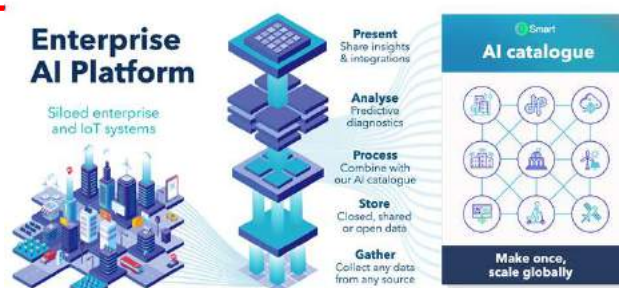 Enterprise
AI Platform
Siloed enterprise
and IoT systems
Present
Share insights
& integrations
Analyse
Predictive
diagnostics
Process
Combine with
our AI catalogue
Store
Closed, shared
or open data
Gather
Collect any data
from any source
Smart
AI catalogue
Make once,
scale globally